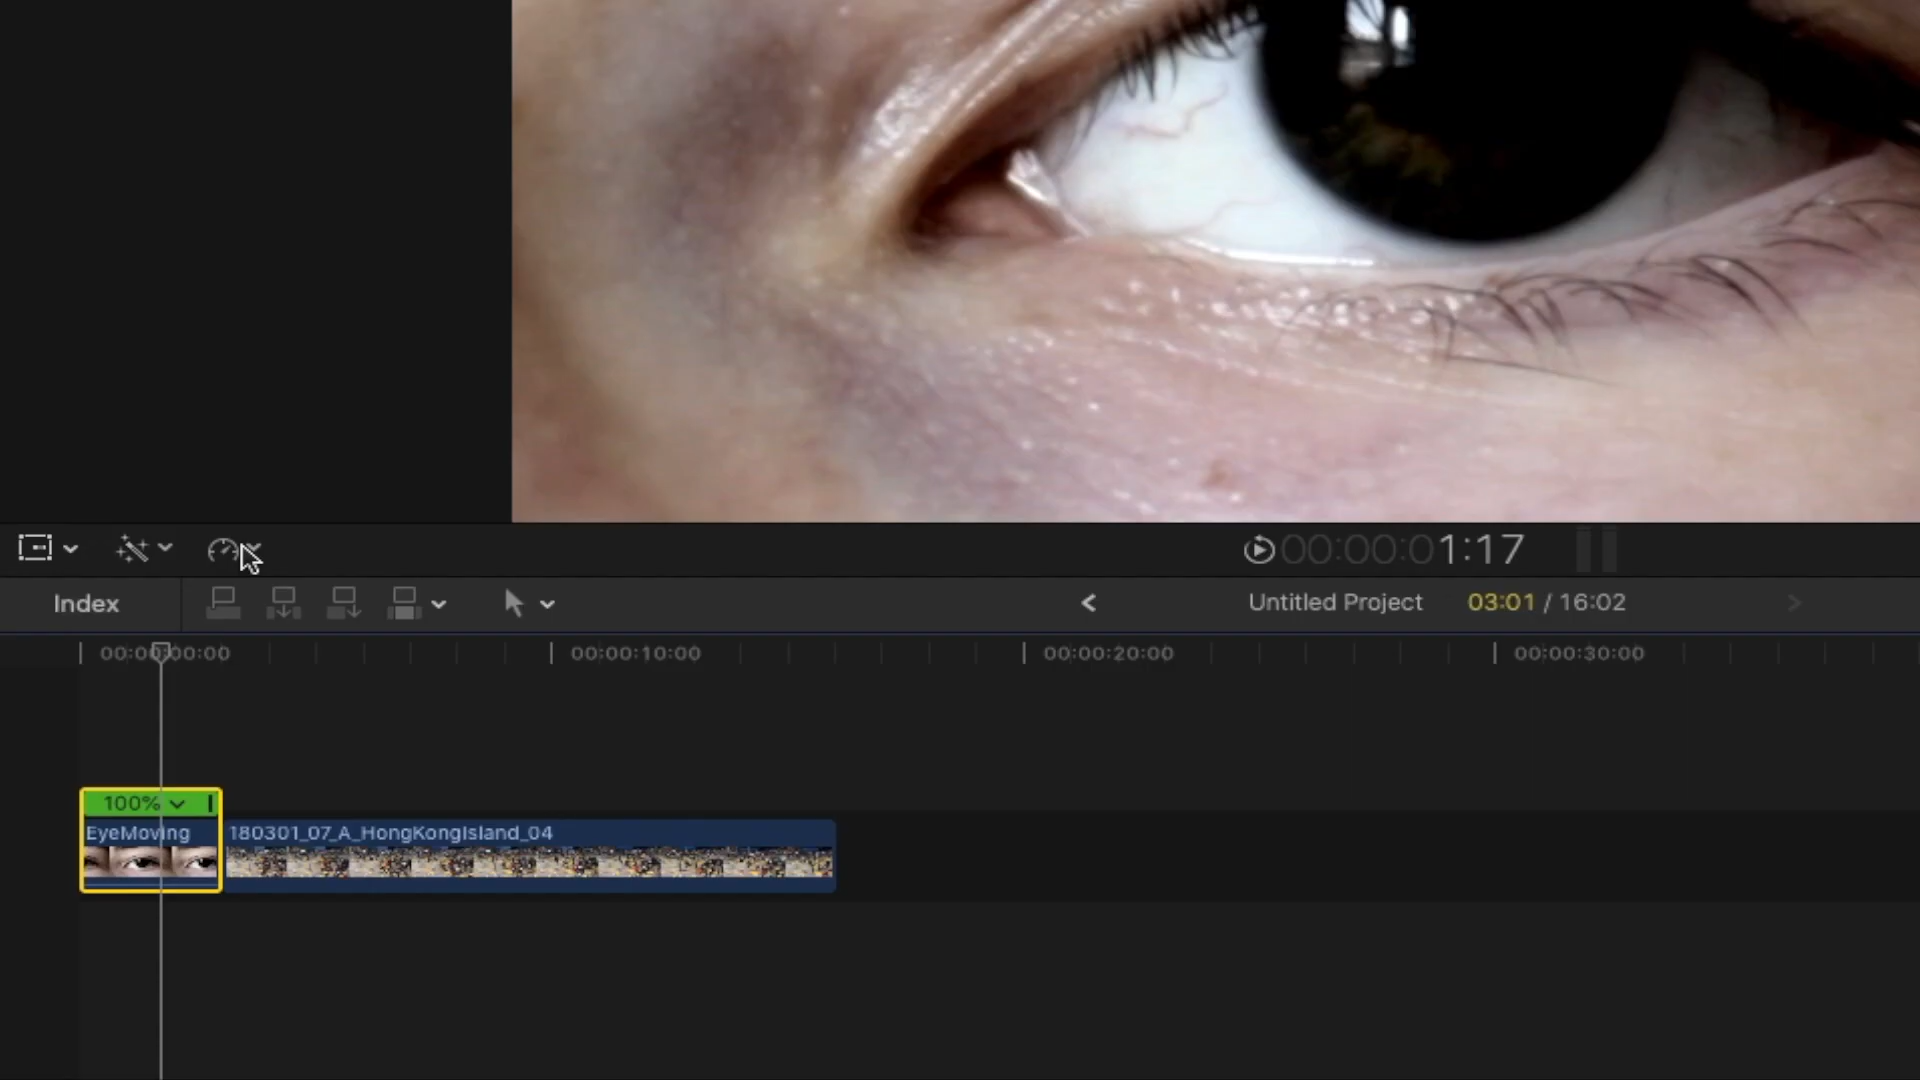 00:00:01:17
Index
Untitled Project 03:01 / 16:02
00:00:00:00 00:00:10:00 00:00:20:00 00:00:30:00
100%
EyeMoving 180301_07_A_HongKongIsland_04